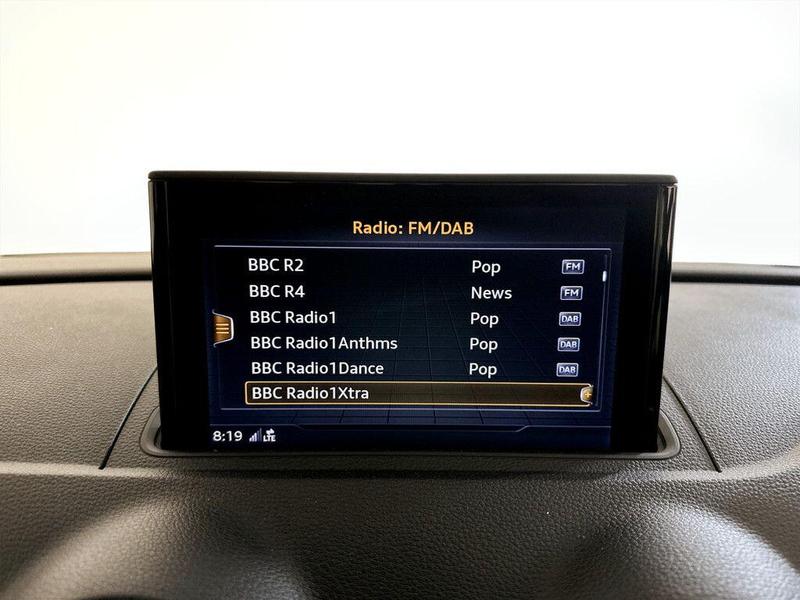 Radio: FM/DAB
BBC R2 Pop FM
BBC R4 News FM
BBC Radio1 Pop DAB
BBC Radio1Anthms Pop DAB
BBC Radio1Dance Pop DAB
BBC Radio1Xtra
8:19 LTE